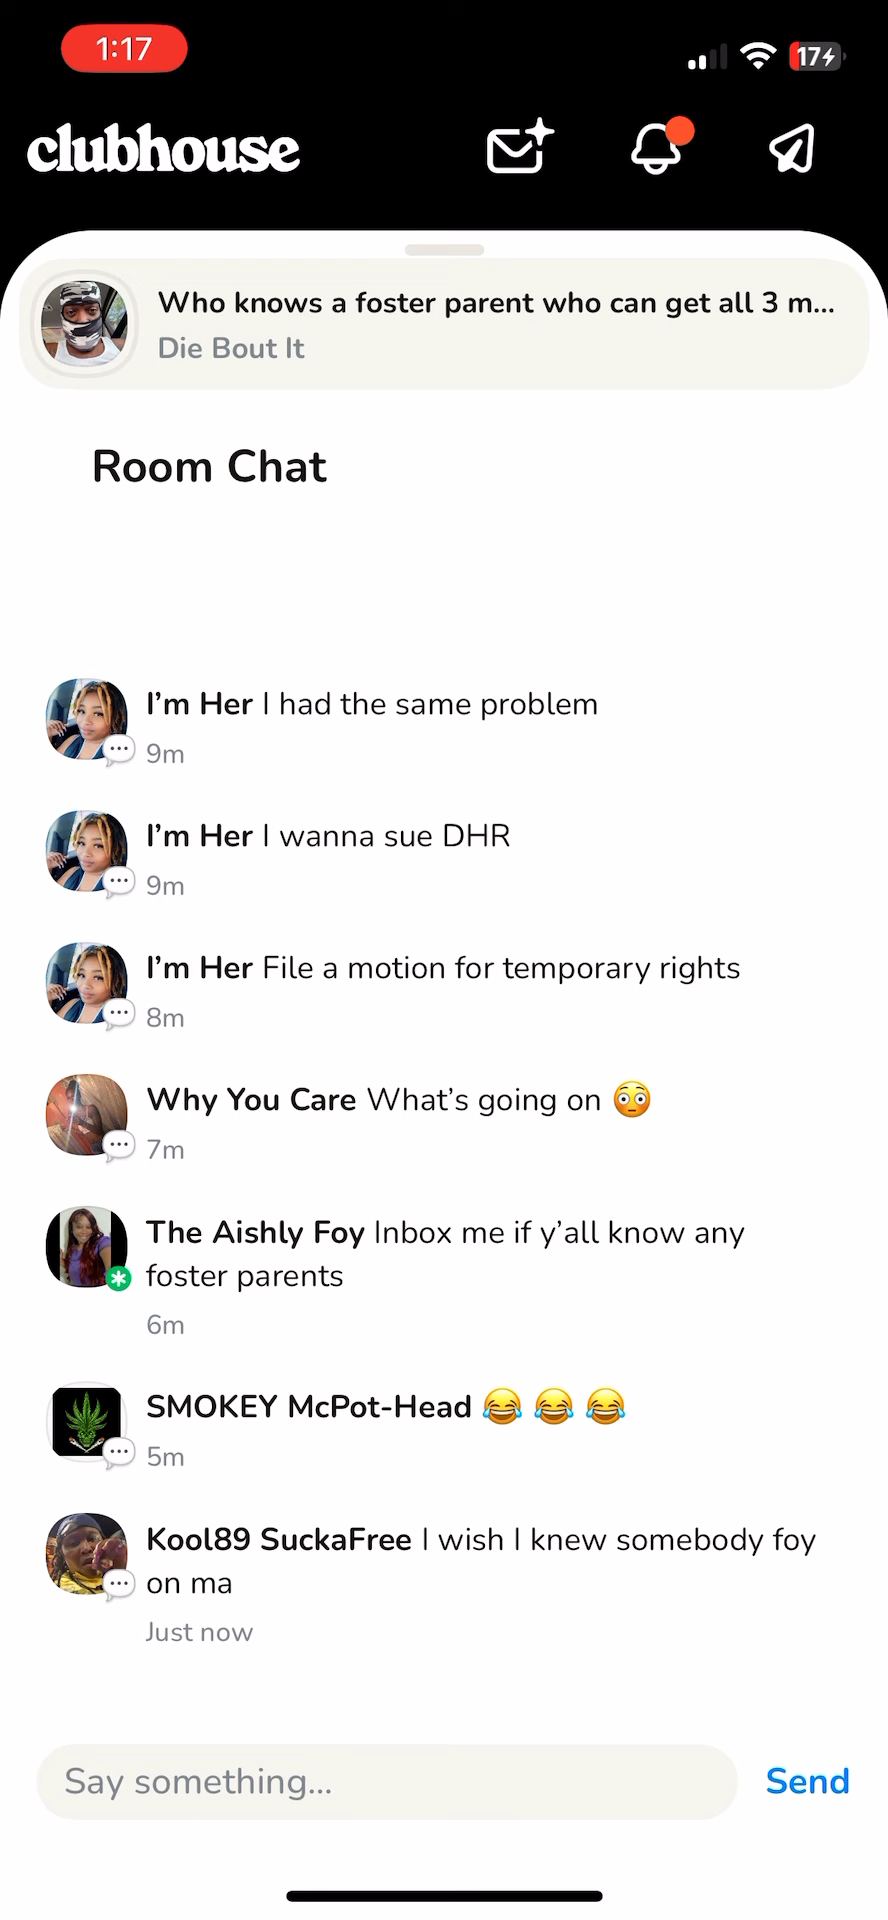 1:17
17
clubhouse
Who knows a foster parent who can get all 3 m...
Die Bout It
Room Chat
I'm Her I had the same problem
9m
I'm Her I wanna sue DHR
9m
I'm Her File a motion for temporary rights
8m
Why You Care What's going on 😳
7m
The Aishly Foy Inbox me if y'all know any
foster parents
6m
SMOKEY McPot-Head 😂 😂 😂
5m
Kool89 SuckaFree I wish I knew somebody foy
on ma
Just now
Say something...
Send